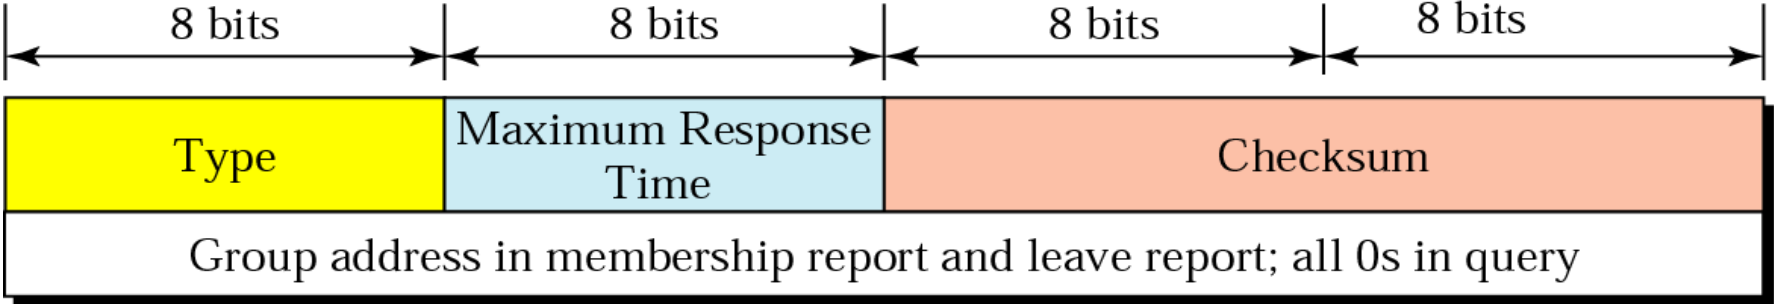 8 bits 8 bits 8 bits 8 bits
Type
Maximum Response
Time
Checksum
Group address in membership report and leave report; all 0s in query